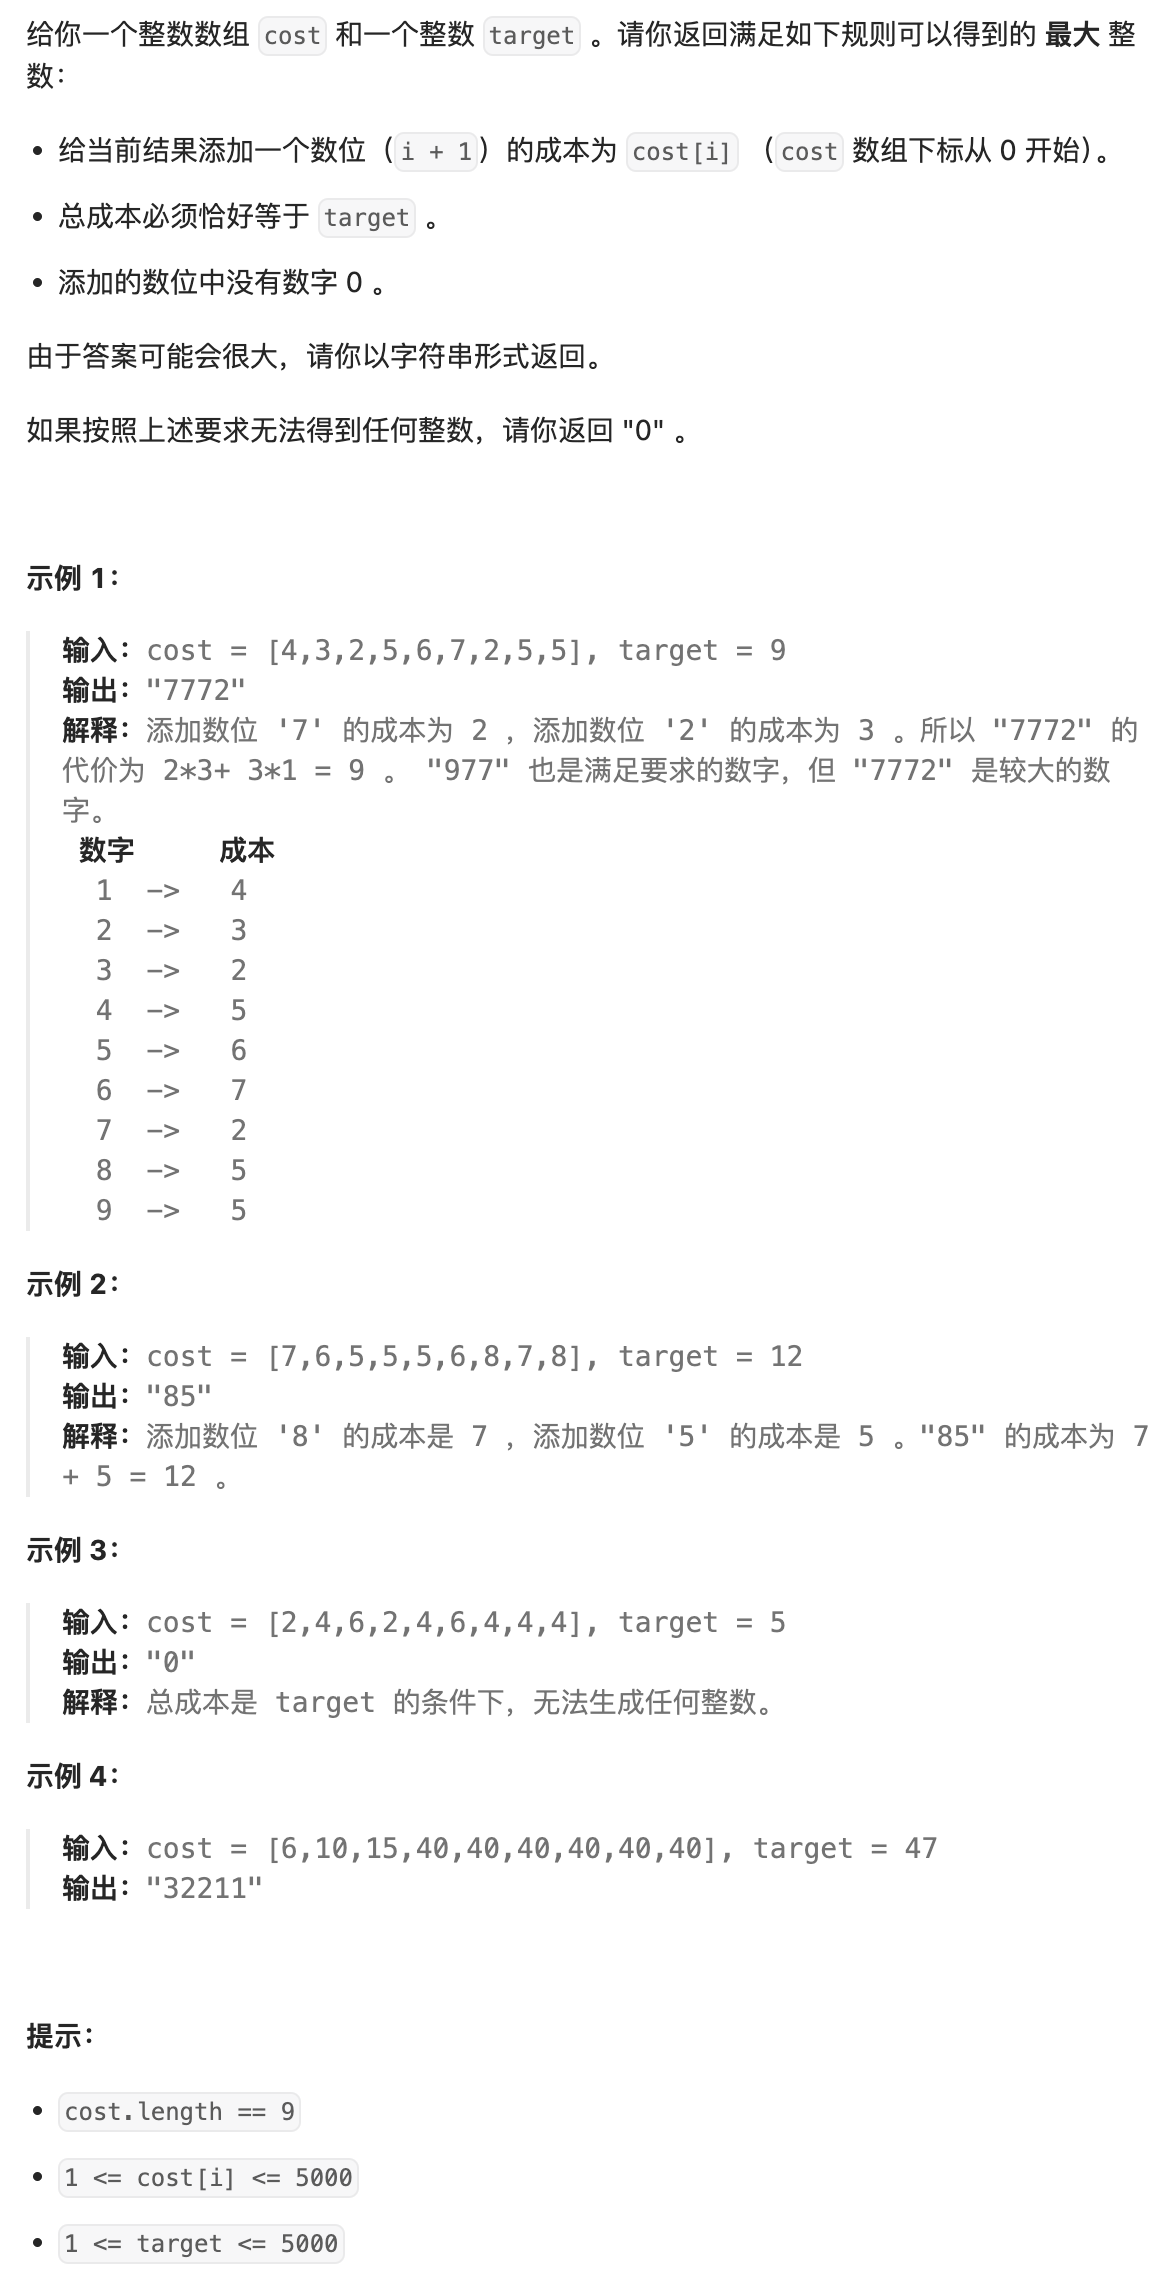 给你一个整数数组 cost 和一个整数 target 。请你返回满足如下规则可以得到的 最大 整
数：
• 给当前结果添加一个数位（i + 1）的成本为 cost[i] （cost 数组下标从 0 开始）。
• 总成本必须恰好等于 target 。
• 添加的数位中没有数字 0 。
由于答案可能会很大，请你以字符串形式返回。
如果按照上述要求无法得到任何整数，请你返回 "0" 。
示例 1：
输入：cost = [4,3,2,5,6,7,2,5,5], target = 9
输出："7772"
解释：添加数位 '7' 的成本为 2 ，添加数位 '2' 的成本为 3 。所以 "7772" 的
代价为 2*3+ 3*1 = 9 。 "977" 也是满足要求的数字，但 "7772" 是较大的数
字。
数字 成本
1 -> 4
2 -> 3
3 -> 2
4 -> 5
5 -> 6
6 -> 7
7 -> 2
8 -> 5
9 -> 5
示例 2：
输入：cost = [7,6,5,5,5,6,8,7,8], target = 12
输出："85"
解释：添加数位 '8' 的成本是 7 ，添加数位 '5' 的成本是 5 。"85" 的成本为 7
+ 5 = 12 。
示例 3：
输入：cost = [2,4,6,2,4,6,4,4,4], target = 5
输出："0"
解释：总成本是 target 的条件下，无法生成任何整数。
示例 4：
输入：cost = [6,10,15,40,40,40,40,40,40], target = 47
输出："32211"
提示：
• cost.length == 9
• 1 <= cost[i] <= 5000
• 1 <= target <= 5000